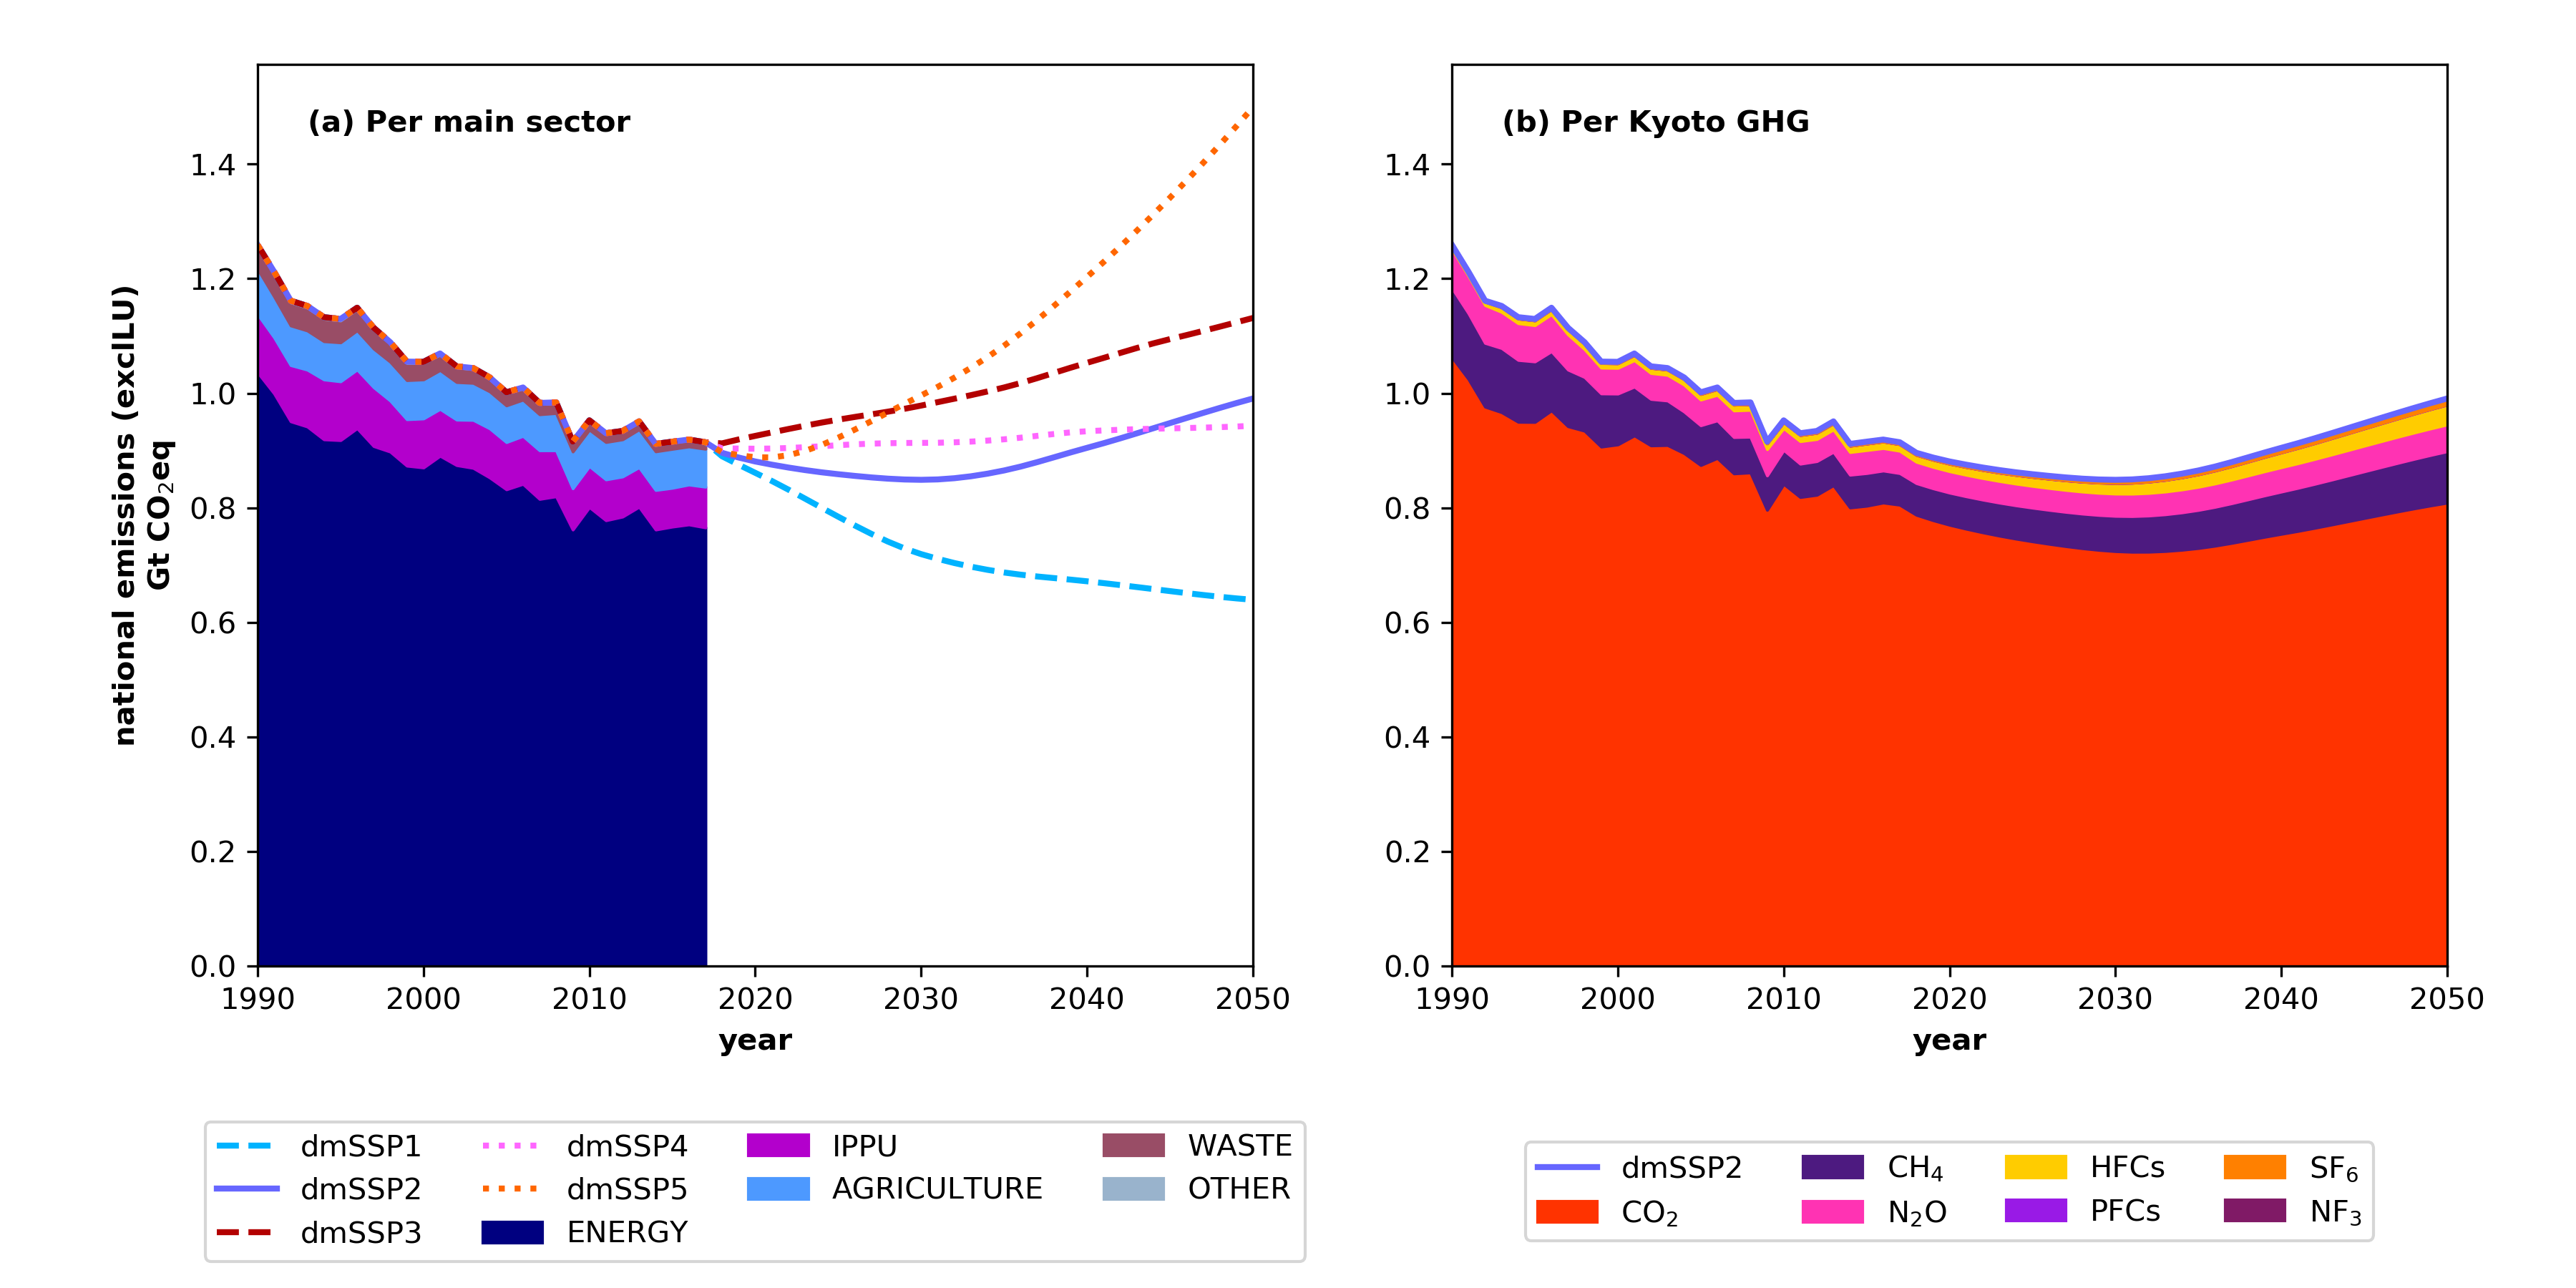 (a) Per main sector
national emissions (exclLU)
Gt CO₂eq
1.4
1.2
1.0
0.8
0.6
0.4
0.2
0.0
1990 2000 2010 2020 2030 2040 2050
year
dmSSP1 dmSSP4 IPPU WASTE
dmSSP2 dmSSP5 AGRICULTURE OTHER
dmSSP3 ENERGY
(b) Per Kyoto GHG
1.4
1.2
1.0
0.8
0.6
0.4
0.2
0.0
1990 2000 2010 2020 2030 2040 2050
year
dmSSP2 CH₄ HFCs SF₆
CO₂ N₂O PFCs NF₃